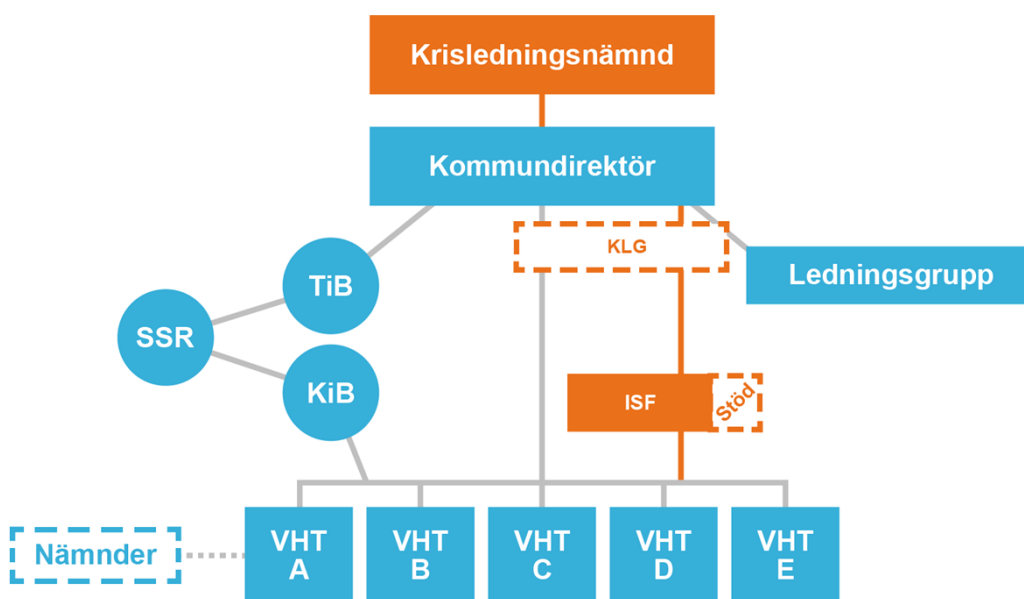 Krisledningsnämnd
Kommundirektör
KLG
Ledningsgrupp
TiB
SSR
KiB
ISF
Stöd
Nämnder
VHT
A
VHT
B
VHT
C
VHT
D
VHT
E